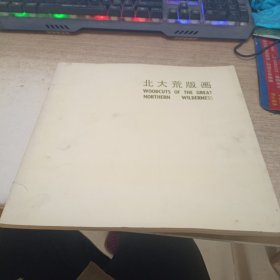 北大荒版画
WOODCUTS OF THE GREAT
NORTHERN WILDERNESS